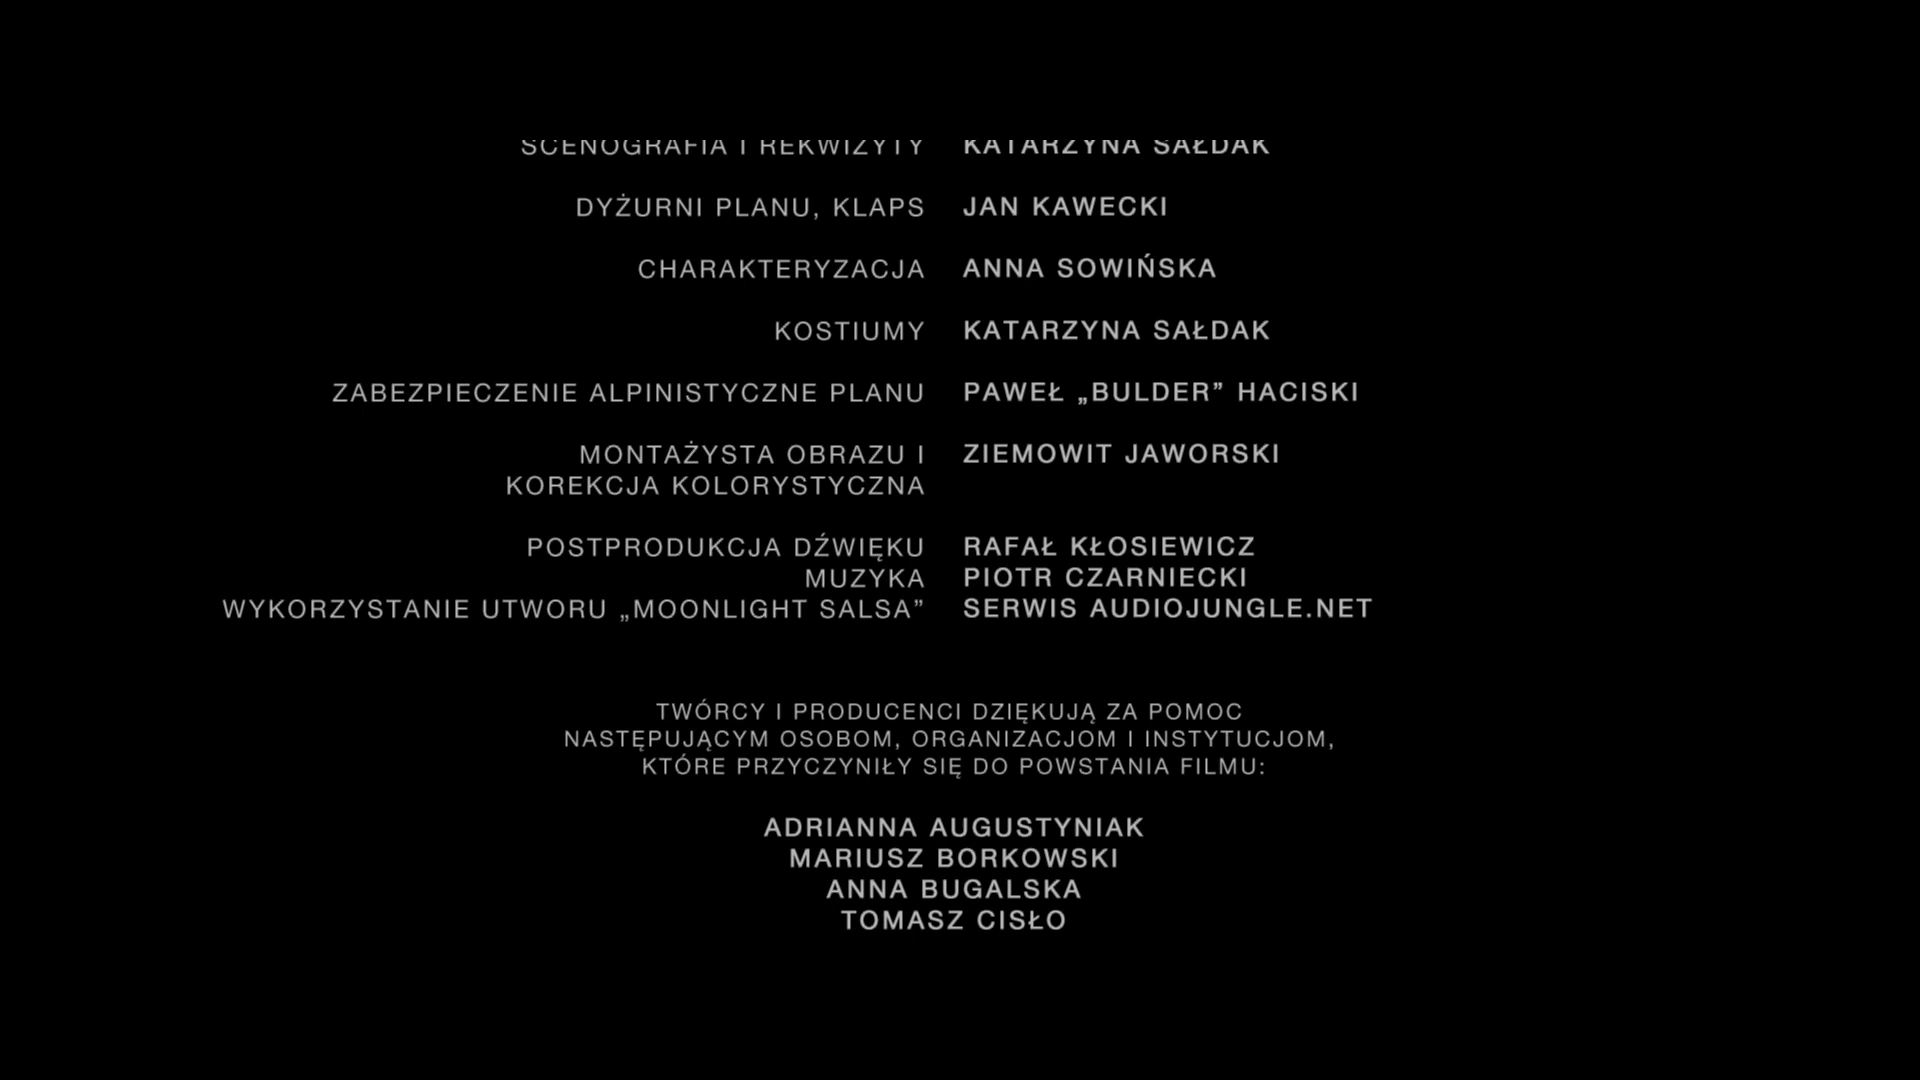 SCENOGRAFIA I REKWIZYTY KATARZYNA SAŁDAK
DYŻURNI PLANU, KLAPS JAN KAWECKI
CHARAKTERYZACJA ANNA SOWIŃSKA
KOSTIUMY KATARZYNA SAŁDAK
ZABEZPIECZENIE ALPINISTYCZNE PLANU PAWEŁ „BULDER” HACISKI
MONTAŻYSTA OBRAZU I ZIEMOWIT JAWORSKI
KOREKCJA KOLORYSTYCZNA
POSTPRODUKCJA DŹWIĘKU RAFAŁ KŁOSIEWICZ
MUZYKA PIOTR CZARNIECKI
WYKORZYSTANIE UTWORU „MOONLIGHT SALSA” SERWIS AUDIOJUNGLE.NET
TWÓRCY I PRODUCENCI DZIĘKUJĄ ZA POMOC
NASTĘPUJĄCYM OSOBOM, ORGANIZACJOM I INSTYTUCJOM,
KTÓRE PRZYCZYNIŁY SIĘ DO POWSTANIA FILMU:
ADRIANNA AUGUSTYNIAK
MARIUSZ BORKOWSKI
ANNA BUGALSKA
TOMASZ CISŁO